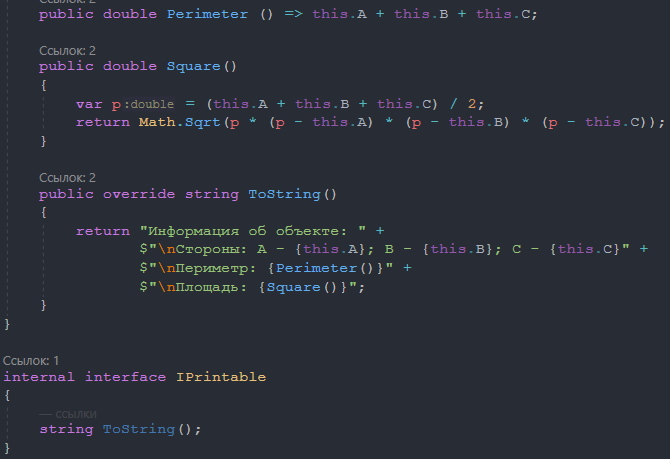 Ссылок: 2
public double Perimeter () => this.A + this.B + this.C;
Ссылок: 2
public double Square()
{
var p:double = (this.A + this.B + this.C) / 2;
return Math.Sqrt(p * (p - this.A) * (p - this.B) * (p - this.C));
}
Ссылок: 2
public override string ToString()
{
return "Информация об объекте: " +
$"\nСтороны: A - {this.A}; B - {this.B}; C - {this.C}" +
$"\nПериметр: {Perimeter()}" +
$"\nПлощадь: {Square()}";
}
}
Ссылок: 1
internal interface IPrintable
{
— ссылки
string ToString();
}